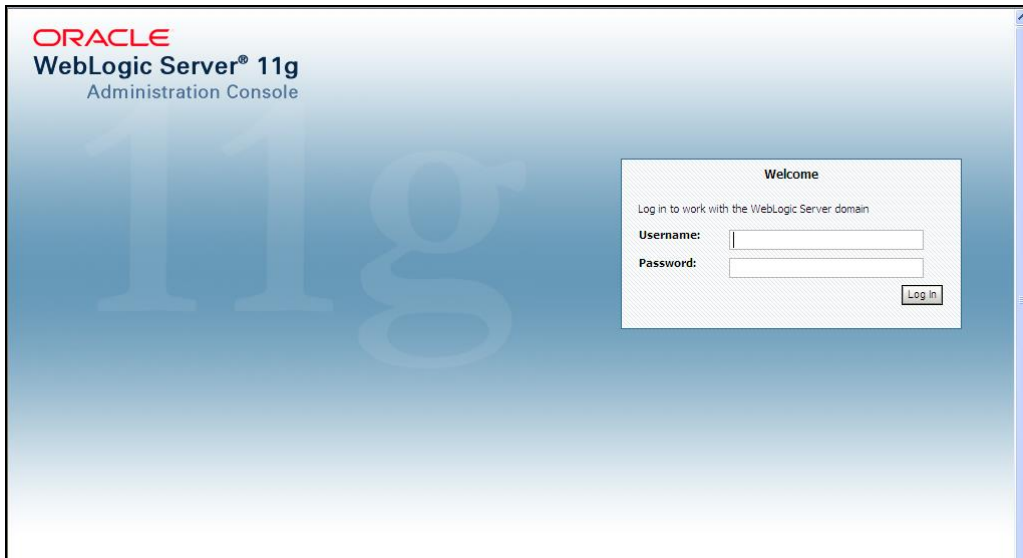 ORACLE
WebLogic Server® 11g
Administration Console
11g
Welcome
Log in to work with the WebLogic Server domain
Username:
Password:
Log In